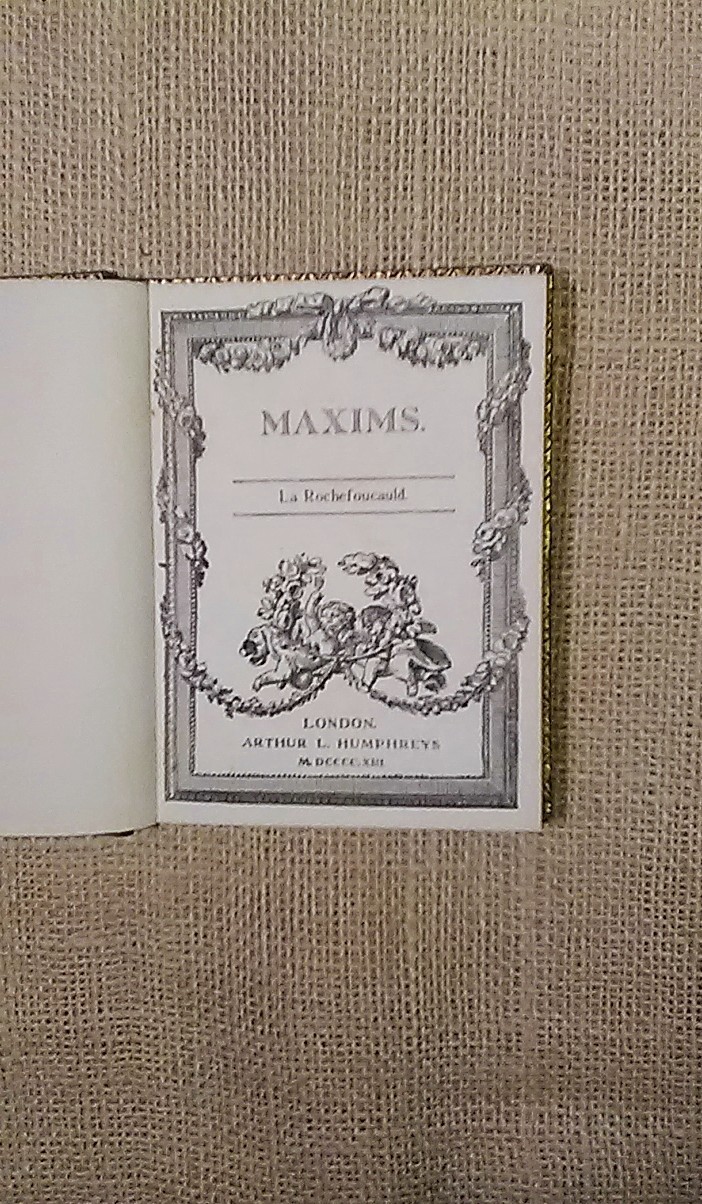 MAXIMS.
La Rochefoucauld.
LONDON.
ARTHUR L. HUMPHREYS
M.DCCCC.XIII